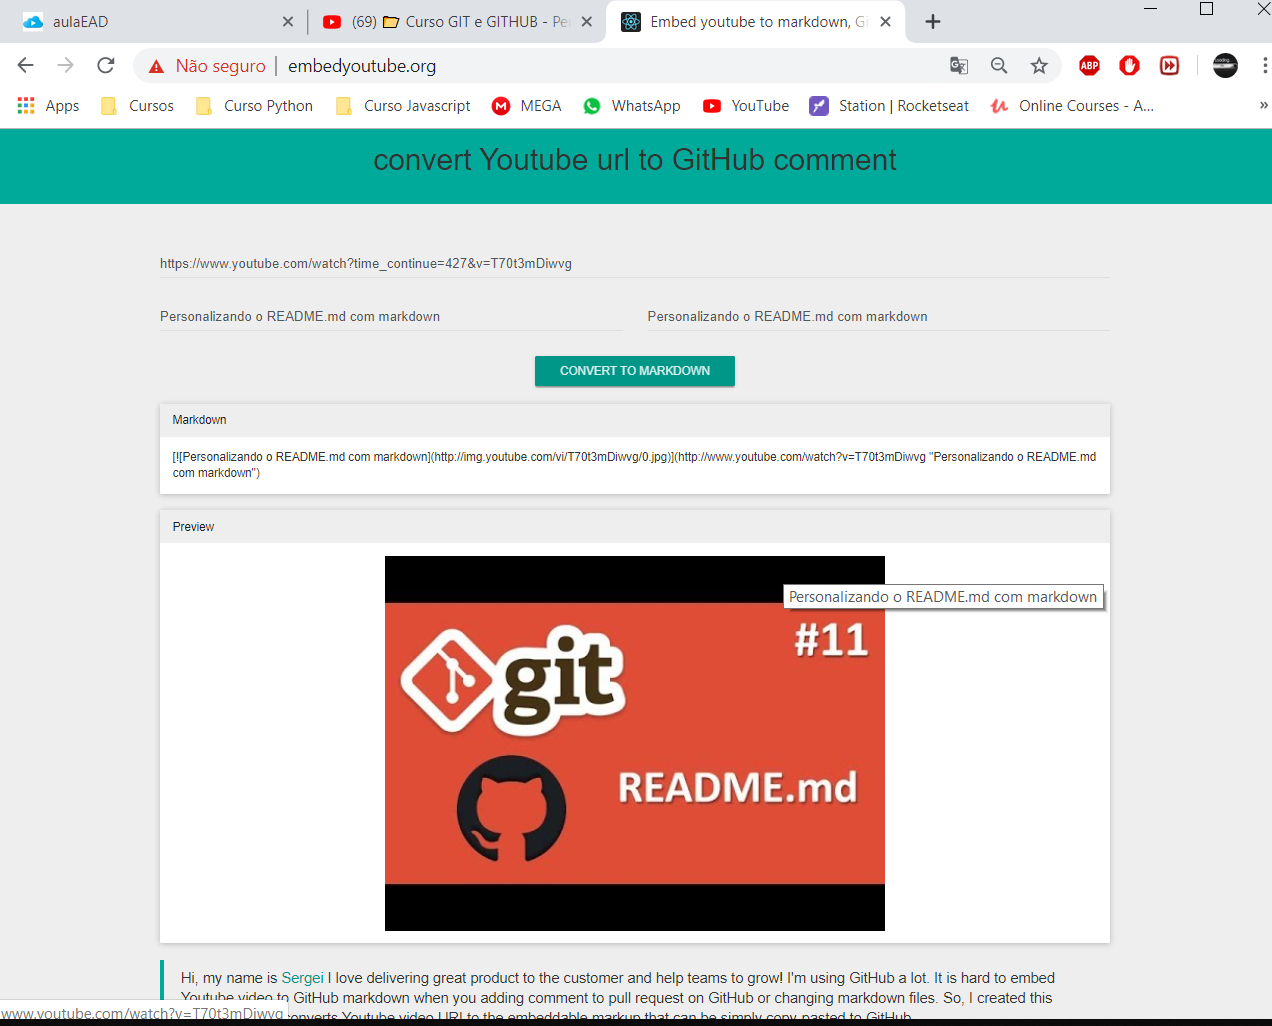 aulaEAD
(69) Curso GIT e GITHUB - Pe
Embed youtube to markdown, Gi
Não seguro | embedyoutube.org
Apps Cursos Curso Python Curso Javascript MEGA WhatsApp YouTube Station | Rocketseat Online Courses - A... »
convert Youtube url to GitHub comment
https://www.youtube.com/watch?time_continue=427&v=T70t3mDiwvg
Personalizando o README.md com markdown
Personalizando o README.md com markdown
CONVERT TO MARKDOWN
Markdown
[![Personalizando o README.md com markdown](http://img.youtube.com/vi/T70t3mDiwvg/0.jpg)](http://www.youtube.com/watch?v=T70t3mDiwvg "Personalizando o README.md
com markdown")
Preview
Personalizando o README.md com markdown
#11
git
README.md
Hi, my name is Sergei I love delivering great product to the customer and help teams to grow! I'm using GitHub a lot. It is hard to embed
Youtube video to GitHub markdown when you adding comment to pull request on GitHub or changing markdown files. So, I created this
converts Youtube video URL to the embeddable markup that can be simply copy-pasted to GitHub
www.youtube.com/watch?v=T70t3mDiwvg